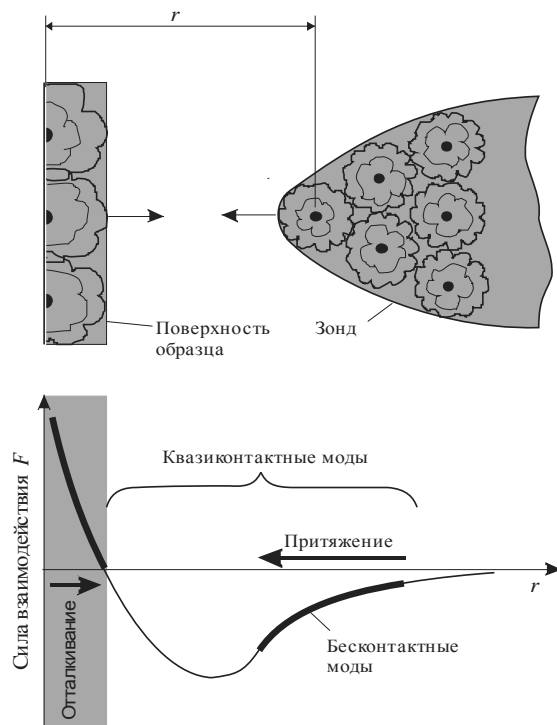 r
Поверхность
образца
Зонд
Сила взаимодействия F
Квазиконтактные моды
Притяжение
r
Отталкивание
Бесконтактные
моды